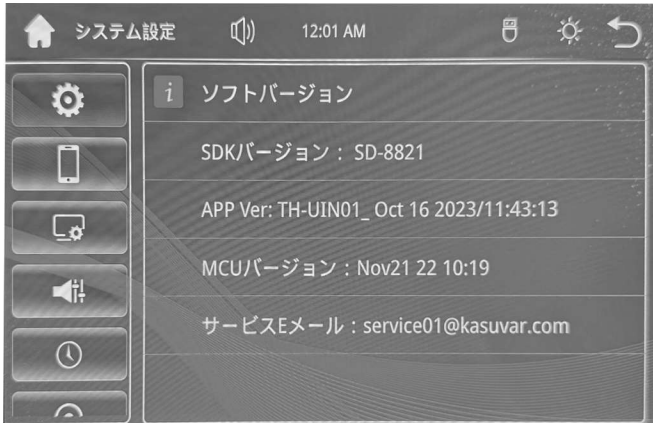 システム設定 12:01 AM
i ソフトバージョン
SDKバージョン : SD-8821
APP Ver: TH-UIN01_ Oct 16 2023/11:43:13
MCUバージョン : Nov21 22 10:19
サービスEメール : service01@kasuvar.com